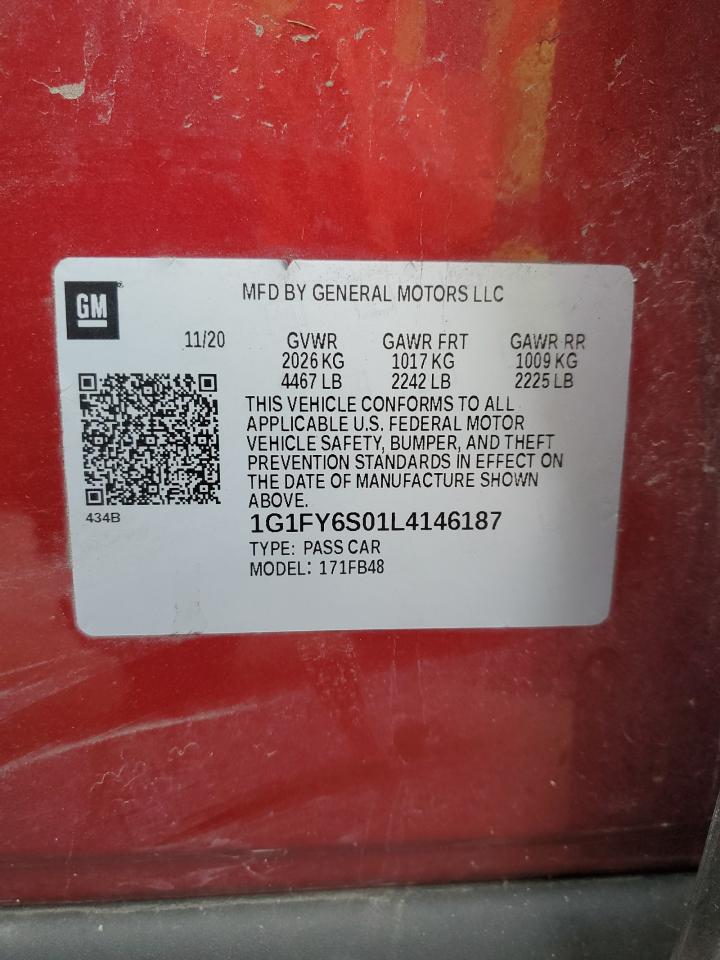 GM
MFD BY GENERAL MOTORS LLC
11/20 GVWR GAWR FRT GAWR RR
2026 KG 1017 KG 1009 KG
4467 LB 2242 LB 2225 LB
THIS VEHICLE CONFORMS TO ALL
APPLICABLE U.S. FEDERAL MOTOR
VEHICLE SAFETY, BUMPER, AND THEFT
PREVENTION STANDARDS IN EFFECT ON
THE DATE OF MANUFACTURE SHOWN
ABOVE.
434B
1G1FY6S01L4146187
TYPE: PASS CAR
MODEL: 171FB48